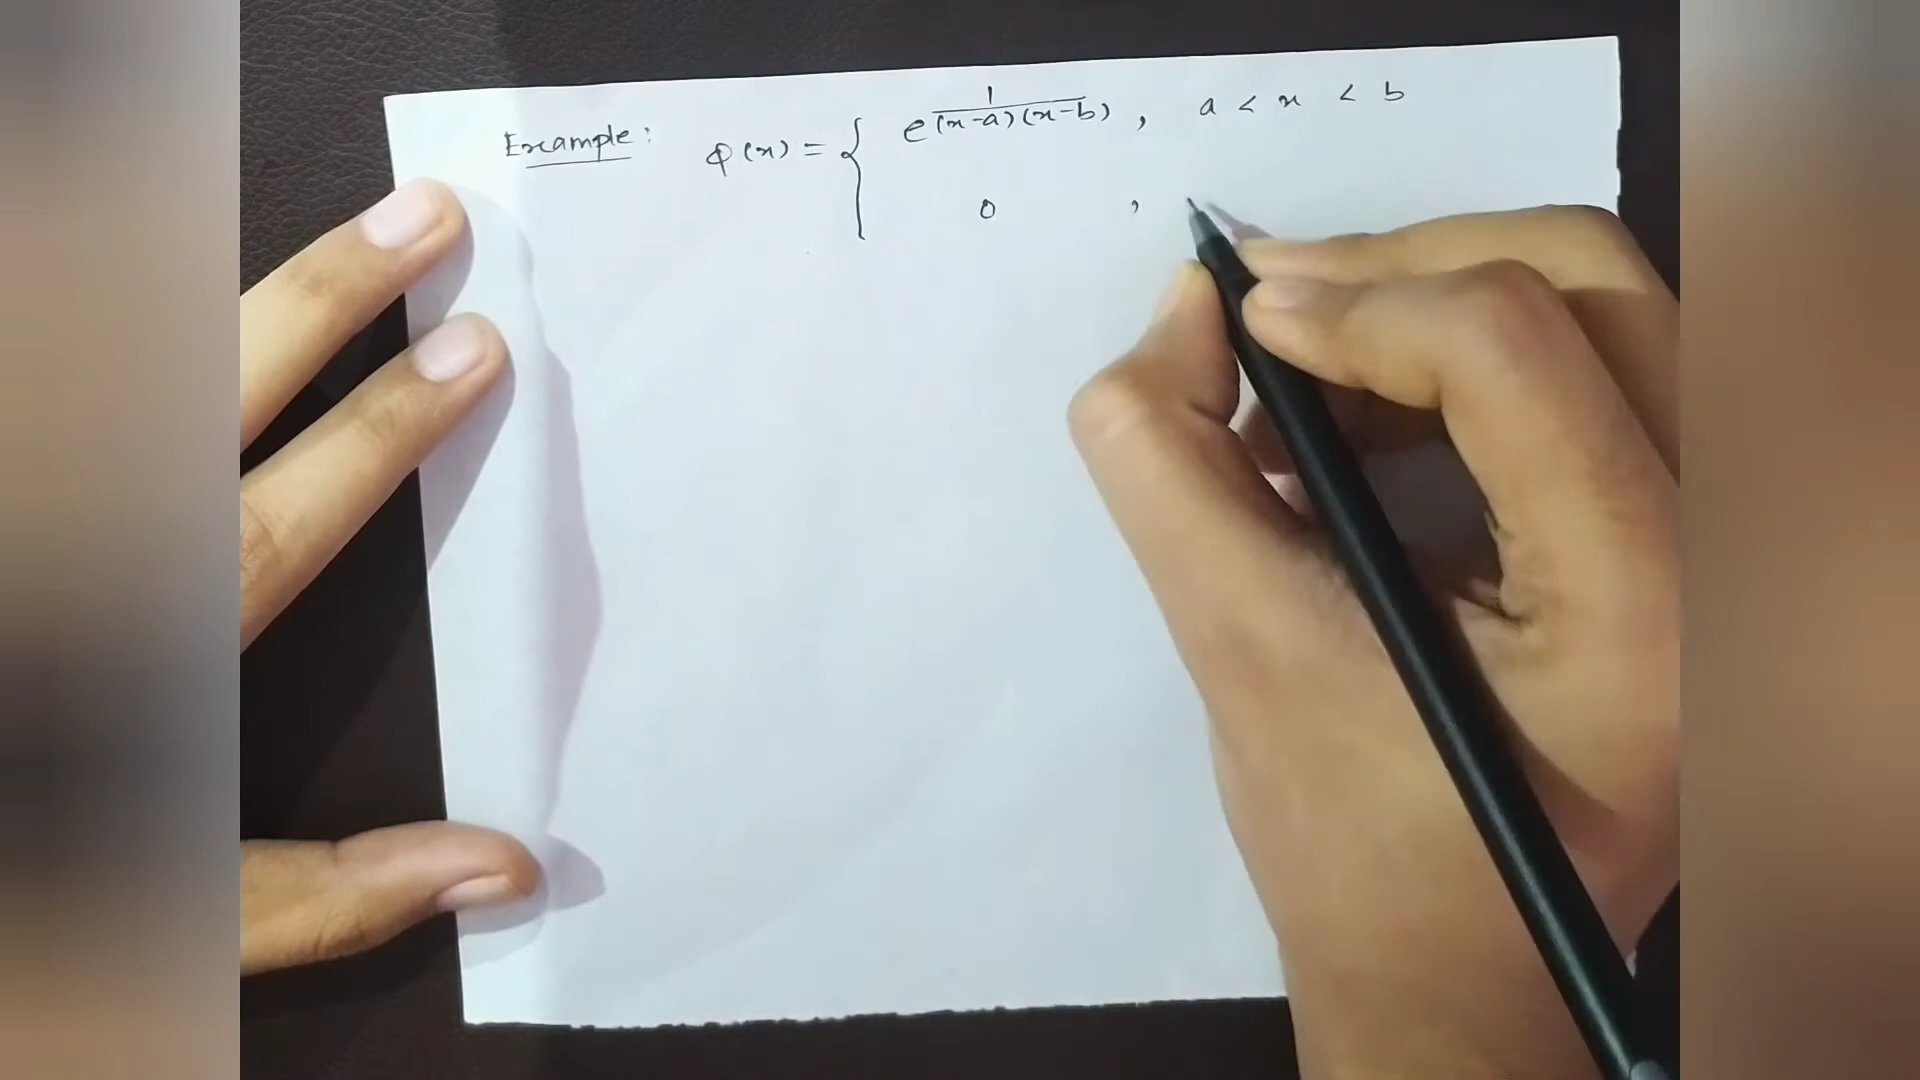 Example: φ(x) = { e^{1/((x-a)(x-b))} , a < x < b
0 ,